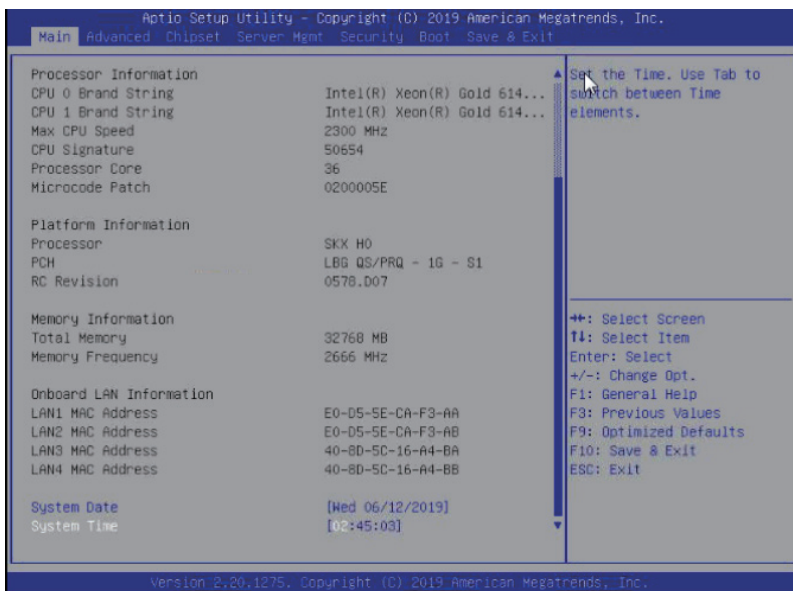 Aptio Setup Utility - Copyright (C) 2019 American Megatrends, Inc.
Main Advanced Chipset Server Mgmt Security Boot Save & Exit
Processor Information
CPU 0 Brand String Intel(R) Xeon(R) Gold 614...
CPU 1 Brand String Intel(R) Xeon(R) Gold 614...
Max CPU Speed 2300 MHz
CPU Signature 50654
Processor Core 36
Microcode Patch 0200005E
Platform Information
Processor SKX H0
PCH LBG QS/PRQ - 1G - S1
RC Revision 0578.D07
Memory Information
Total Memory 32768 MB
Memory Frequency 2666 MHz
Onboard LAN Information
LAN1 MAC Address E0-D5-5E-CA-F3-AA
LAN2 MAC Address E0-D5-5E-CA-F3-AB
LAN3 MAC Address 40-8D-5C-16-A4-BA
LAN4 MAC Address 40-8D-5C-16-A4-BB
System Date [Wed 06/12/2019]
System Time [02:45:03]
Set the Time. Use Tab to
switch between Time
elements.
→←: Select Screen
↑↓: Select Item
Enter: Select
+/-: Change Opt.
F1: General Help
F3: Previous Values
F9: Optimized Defaults
F10: Save & Exit
ESC: Exit
Version 2.20.1275. Copyright (C) 2019 American Megatrends, Inc.